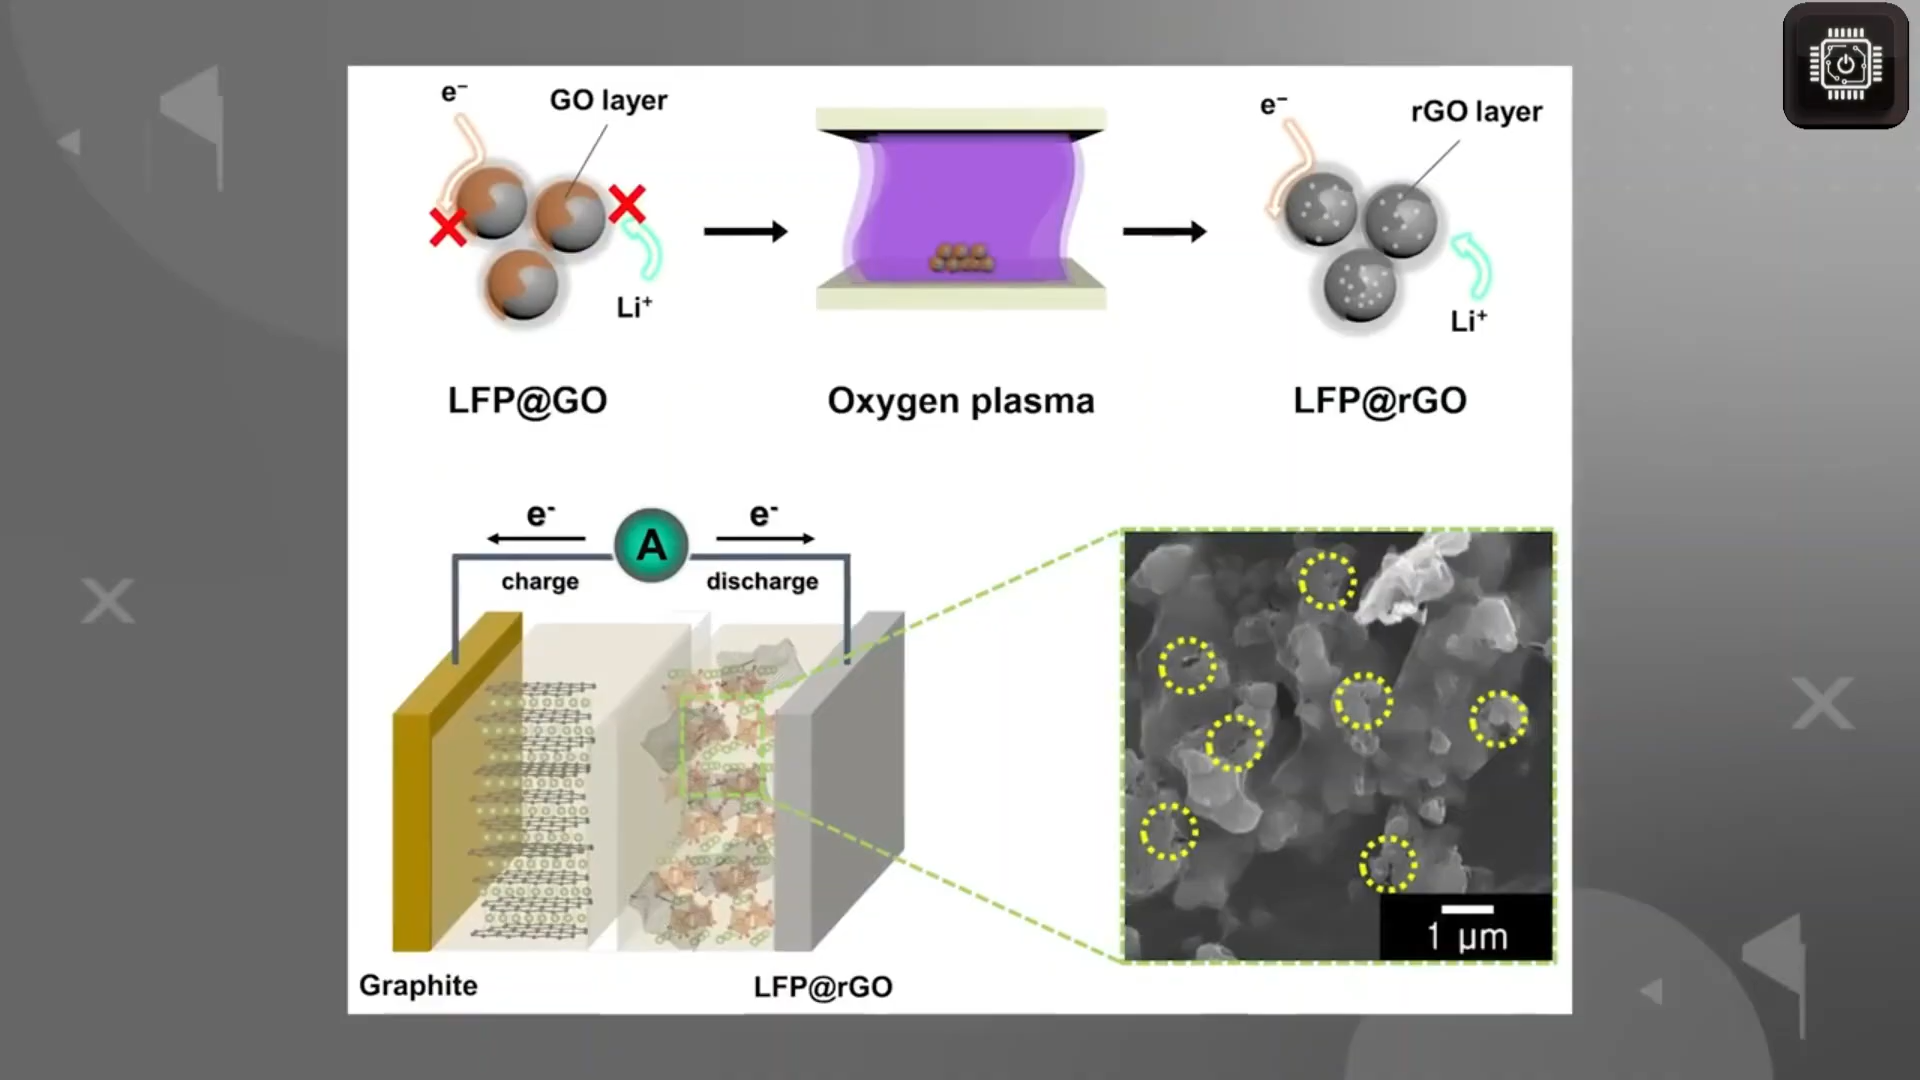 e⁻
GO layer
Li⁺
LFP@GO
Oxygen plasma
e⁻
rGO layer
Li⁺
LFP@rGO
e⁻
A
e⁻
charge
discharge
Graphite
LFP@rGO
1 μm